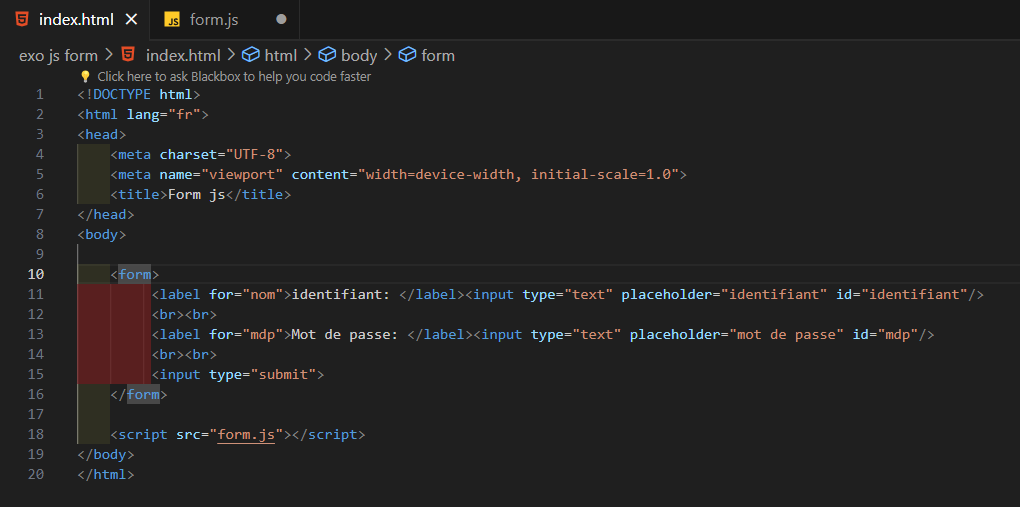 index.html
JS form.js
exo js form > index.html > html > body > form
Click here to ask Blackbox to help you code faster
1 <!DOCTYPE html>
2 <html lang="fr">
3 <head>
4 <meta charset="UTF-8">
5 <meta name="viewport" content="width=device-width, initial-scale=1.0">
6 <title>Form js</title>
7 </head>
8 <body>
9
10 <form>
11 <label for="nom">identifiant: </label><input type="text" placeholder="identifiant" id="identifiant"/>
12 <br><br>
13 <label for="mdp">Mot de passe: </label><input type="text" placeholder="mot de passe" id="mdp"/>
14 <br><br>
15 <input type="submit">
16 </form>
17
18 <script src="form.js"></script>
19 </body>
20 </html>